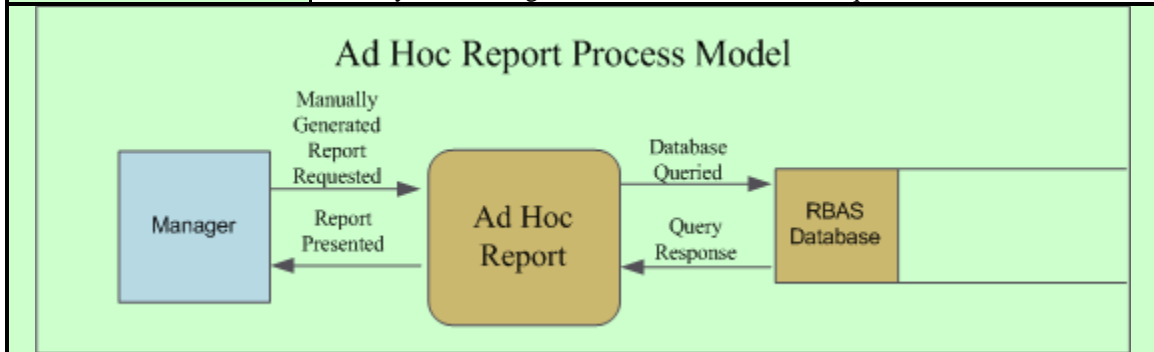 Ad Hoc Report Process Model
Manually
Generated
Report
Requested
Database
Queried
Manager
Report
Presented
Ad Hoc
Report
Query
Response
RBAS
Database